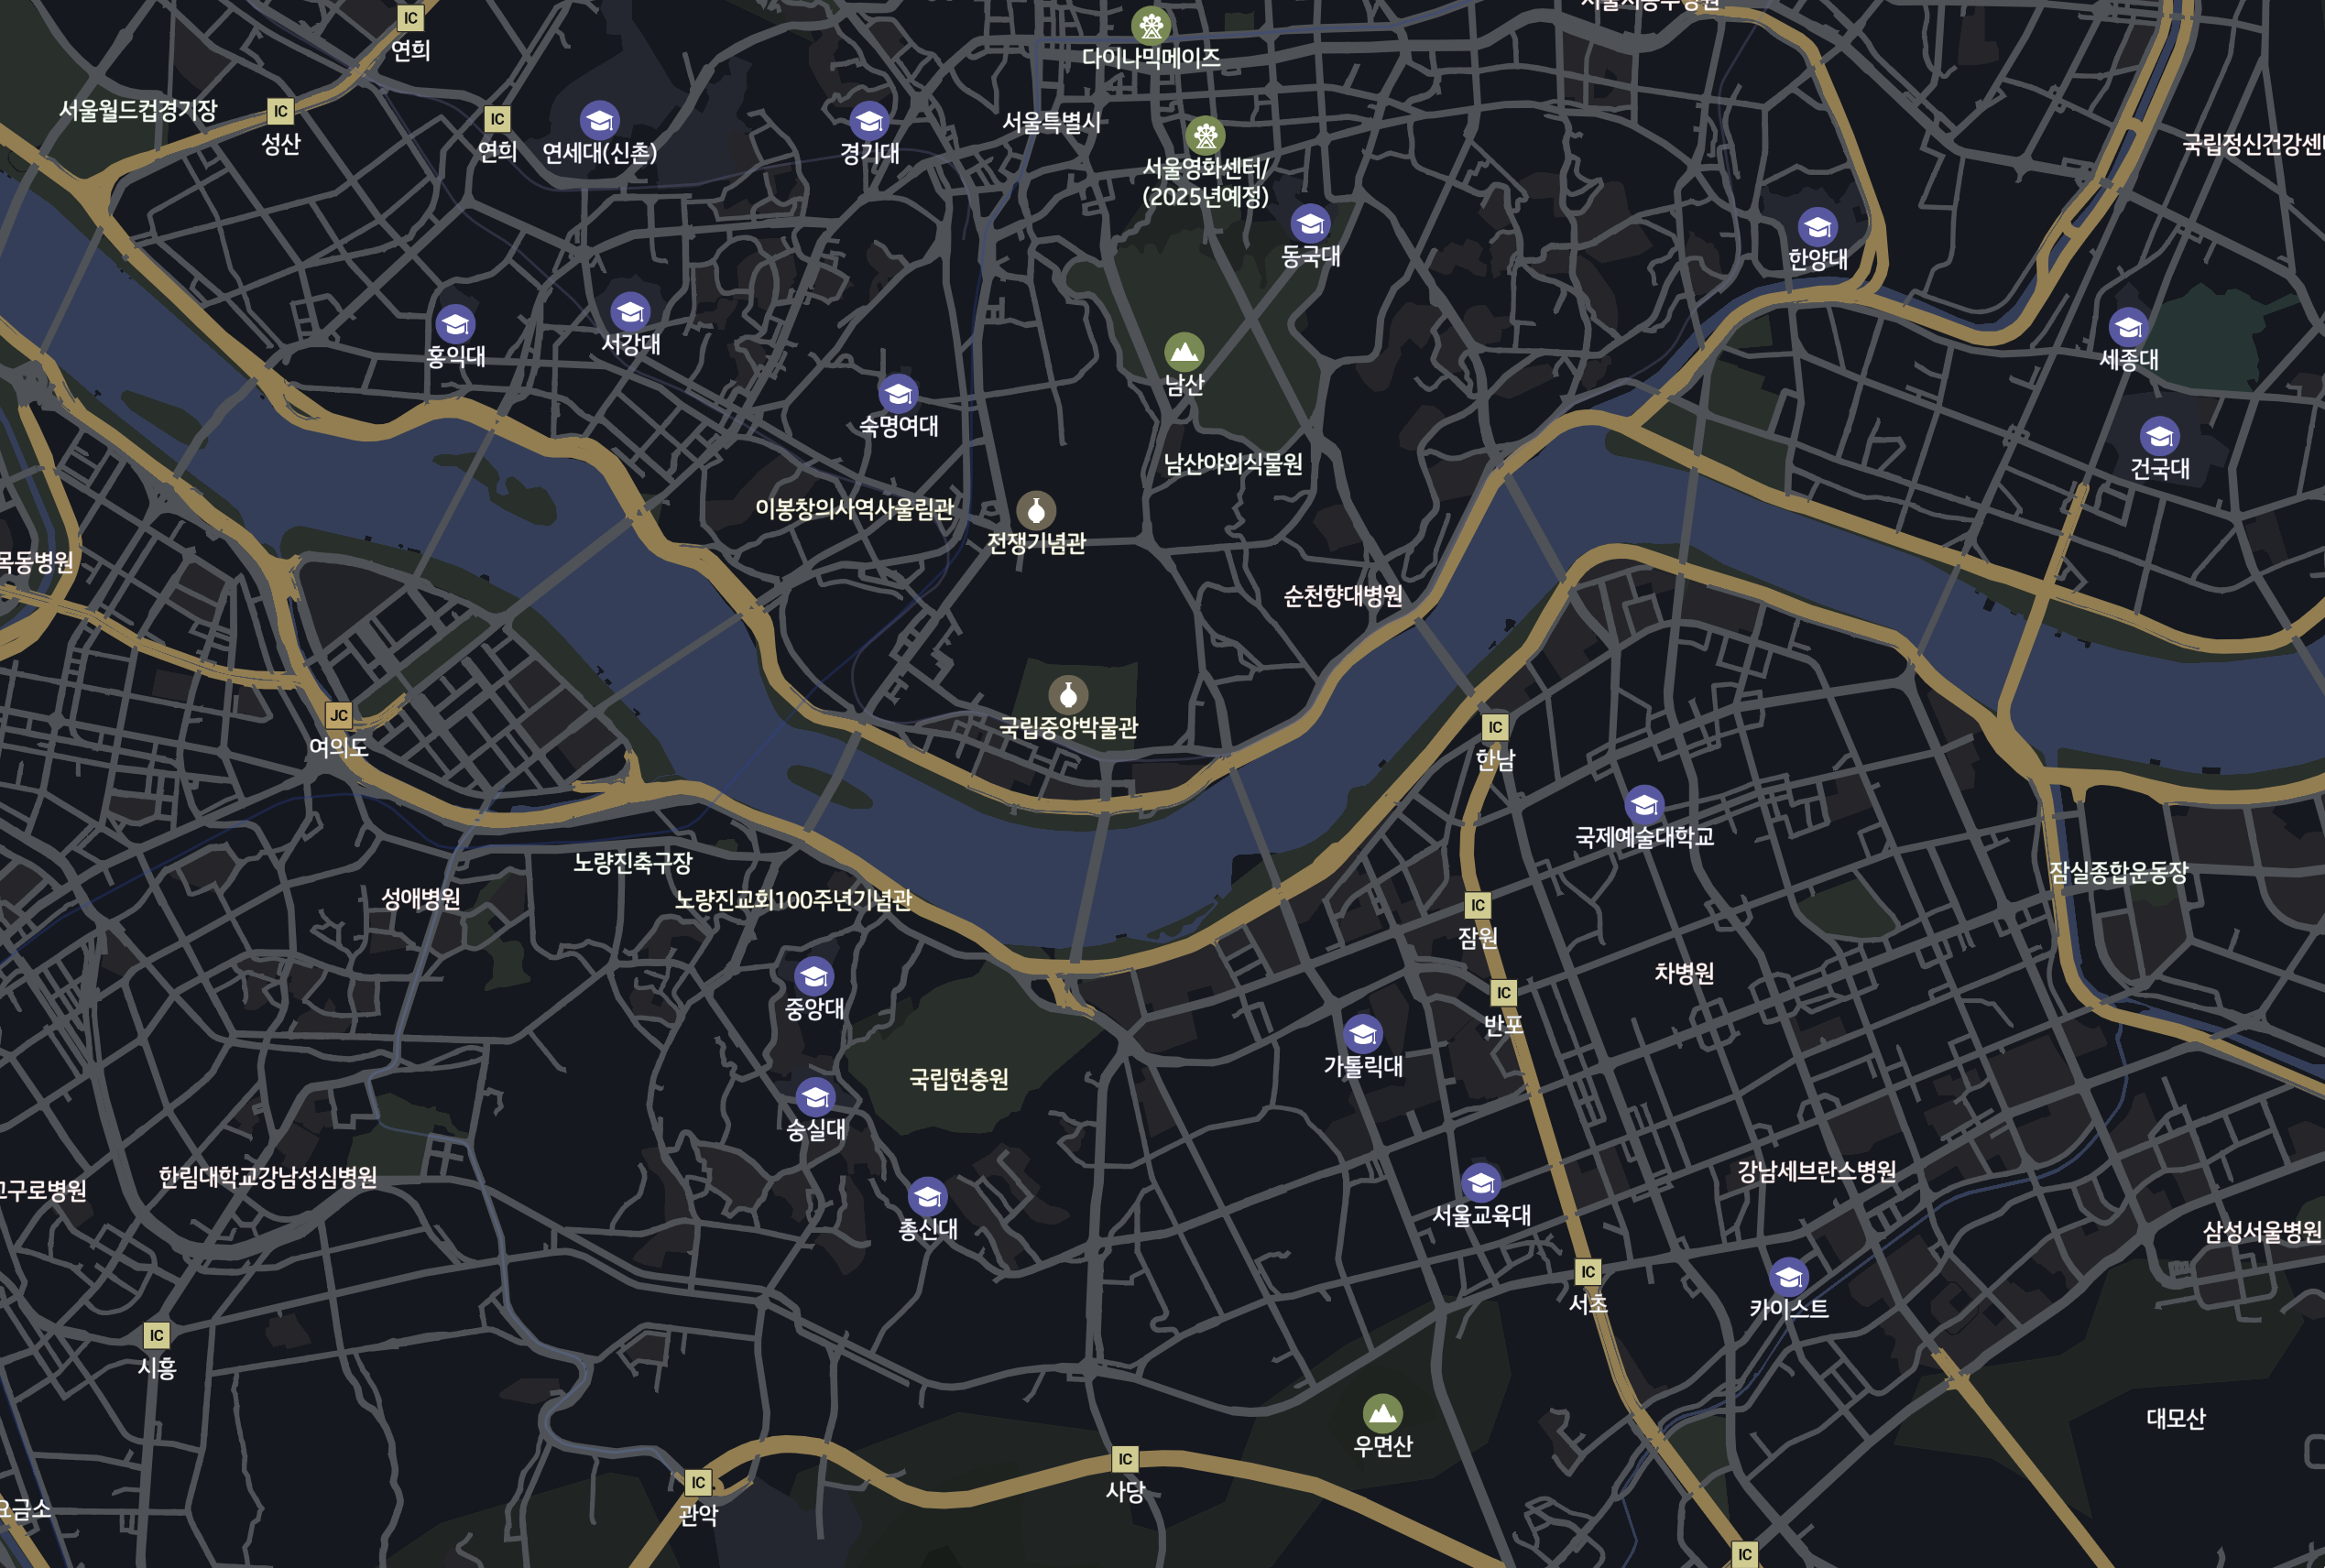 IC
연희
다이나믹메이즈
서울월드컵경기장
IC
성산
IC
연희
연세대(신촌)
경기대
서울특별시
서울영화센터/
(2025년예정)
동국대
한양대
홍익대
서강대
남산
세종대
숙명여대
건국대
남산야외식물원
이봉창의사역사울림관
전쟁기념관
목동병원
순천향대병원
국립중앙박물관
JC
여의도
IC
한남
국제예술대학교
노량진축구장
잠실종합운동장
성애병원
노량진교회100주년기념관
IC
잠원
차병원
중앙대
IC
반포
가톨릭대
국립현충원
숭실대
한림대학교강남성심병원
구로병원
강남세브란스병원
총신대
서울교육대
삼성서울병원
IC
서초
카이스트
IC
시흥
우면산
대모산
IC
사당
IC
관악
요금소
IC